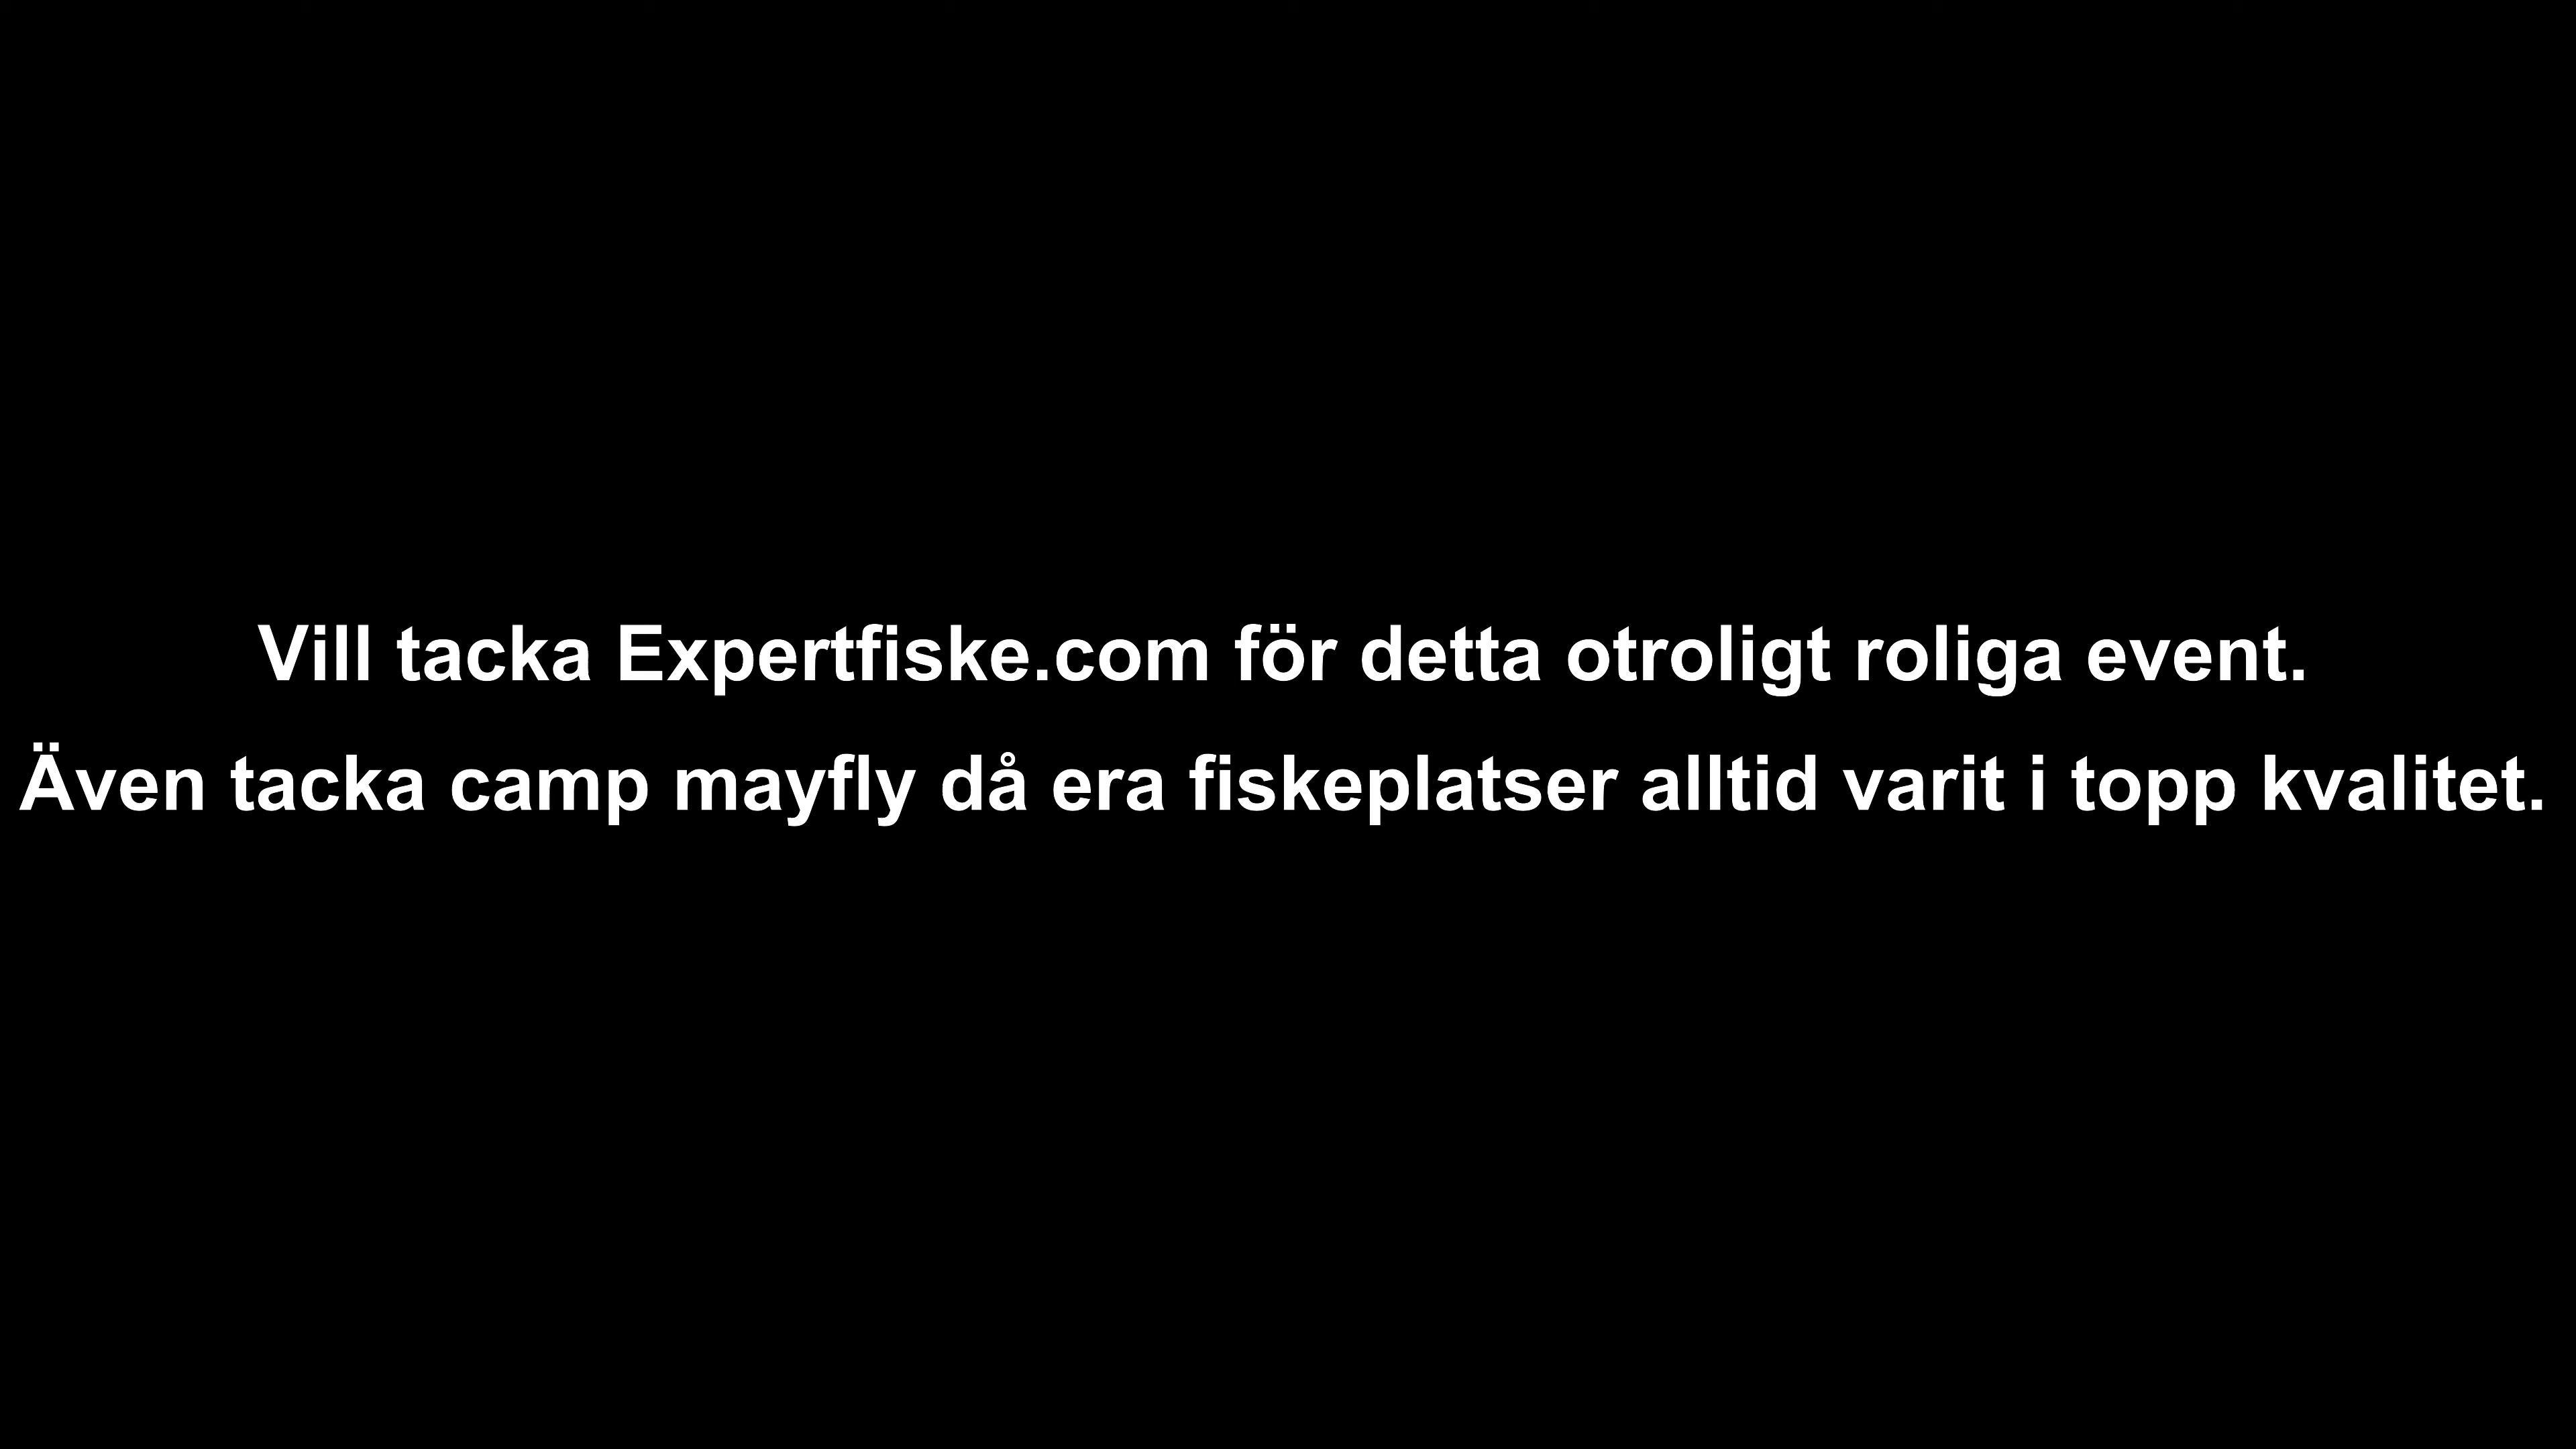 Vill tacka Expertfiske.com för detta otroligt roliga event.
Även tacka camp mayfly då era fiskeplatser alltid varit i topp kvalitet.